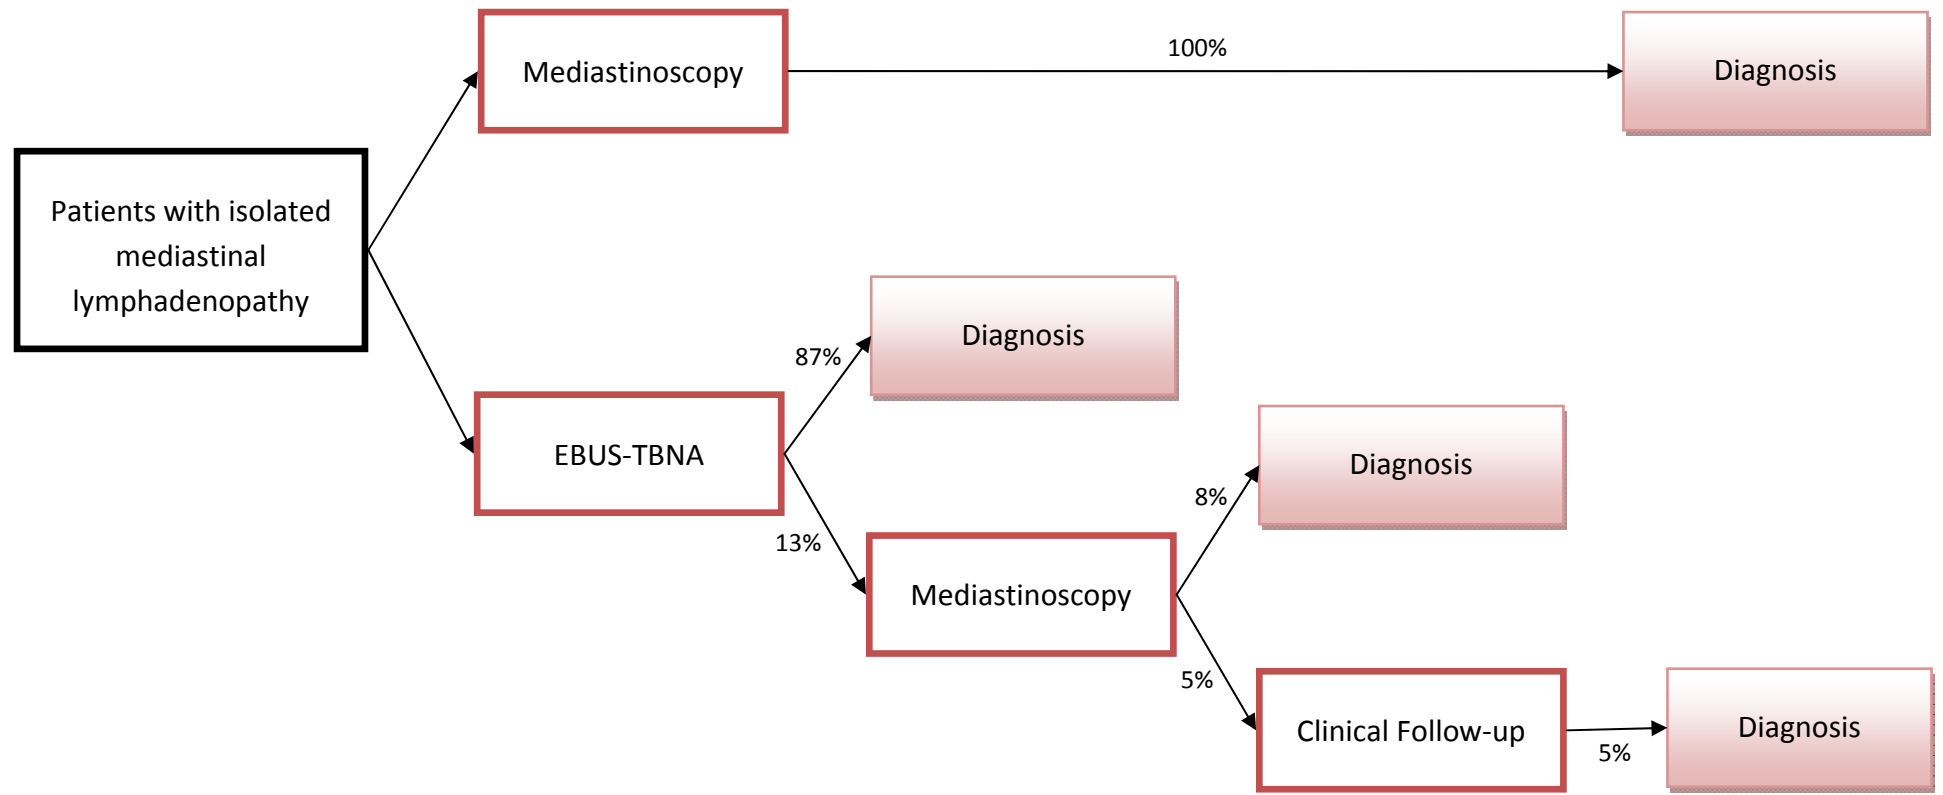 Mediastinoscopy
100%
Diagnosis
Patients with isolated
mediastinal
lymphadenopathy
87%
Diagnosis
EBUS-TBNA
13%
Mediastinoscopy
8%
Diagnosis
5%
Clinical Follow-up
5%
Diagnosis